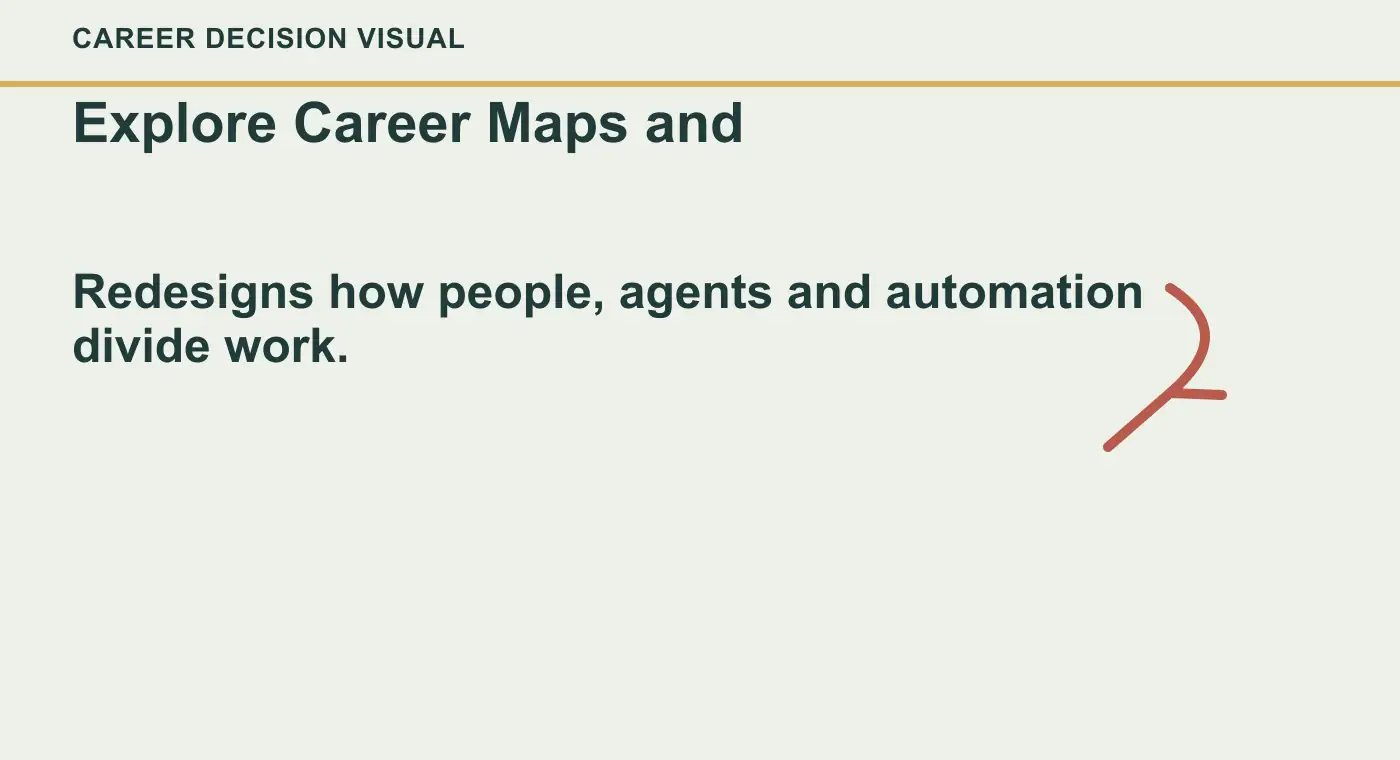 CAREER DECISION VISUAL
Explore Career Maps and
Redesigns how people, agents and automation
divide work.